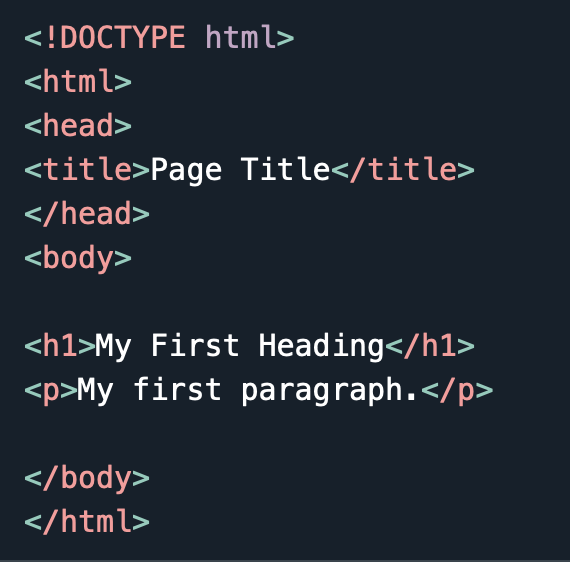 <!DOCTYPE html>
<html>
<head>
<title>Page Title</title>
</head>
<body>
<h1>My First Heading</h1>
<p>My first paragraph.</p>
</body>
</html>